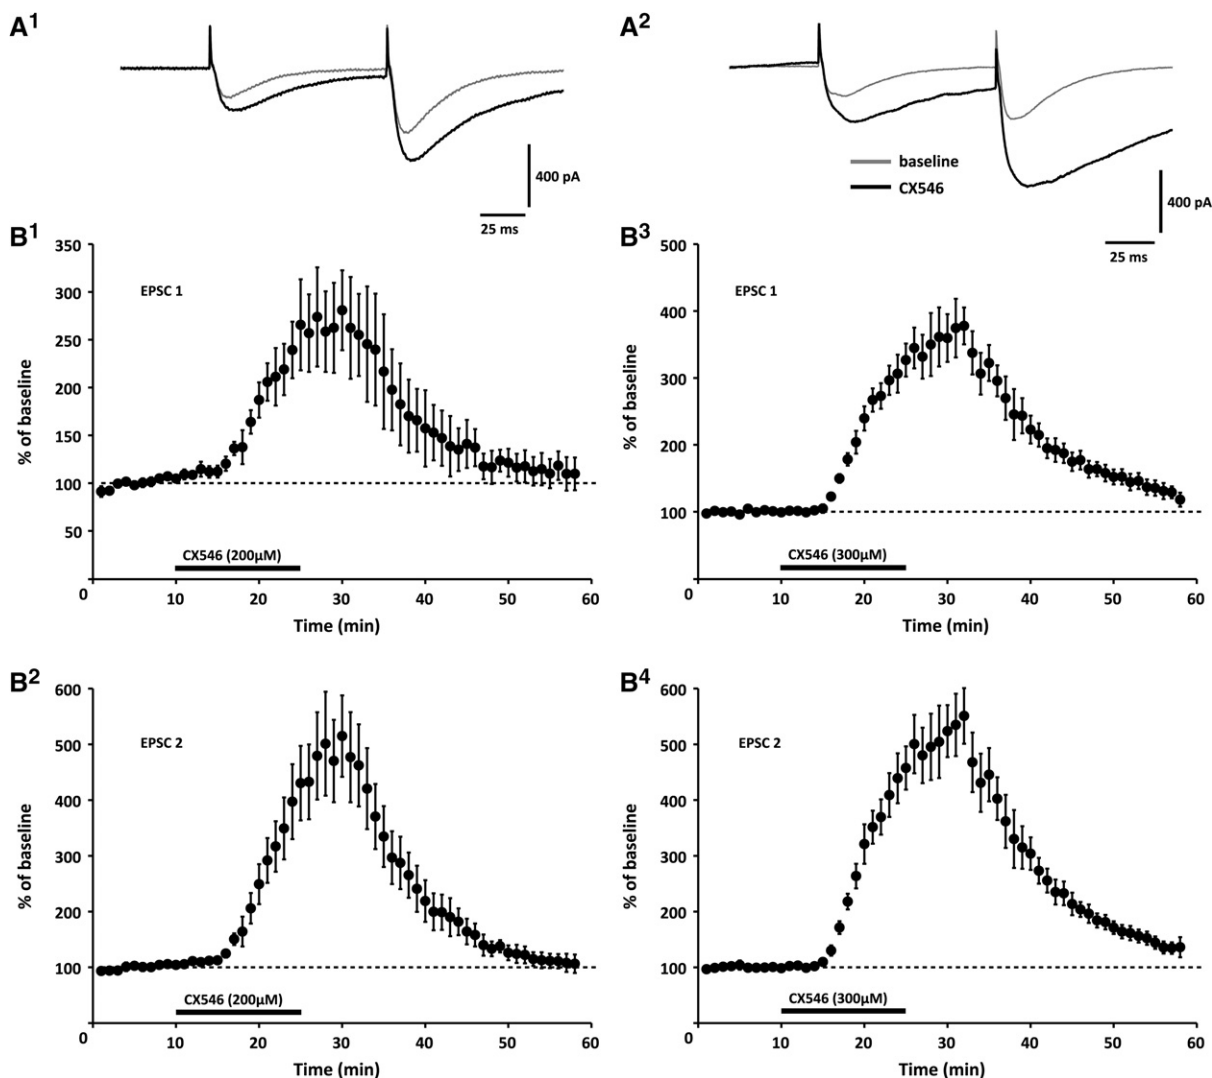 A1
A2
baseline
CX546
400 pA
25 ms
400 pA
25 ms
B1
350
300
250
200
150
100
50
% of baseline
EPSC 1
CX546 (200µM)
0 10 20 30 40 50 60
Time (min)
B3
500
400
300
200
100
% of baseline
EPSC 1
CX546 (300µM)
0 10 20 30 40 50 60
Time (min)
B2
600
500
400
300
200
100
% of baseline
EPSC 2
CX546 (200µM)
0 10 20 30 40 50 60
Time (min)
B4
600
500
400
300
200
100
% of baseline
EPSC 2
CX546 (300µM)
0 10 20 30 40 50 60
Time (min)